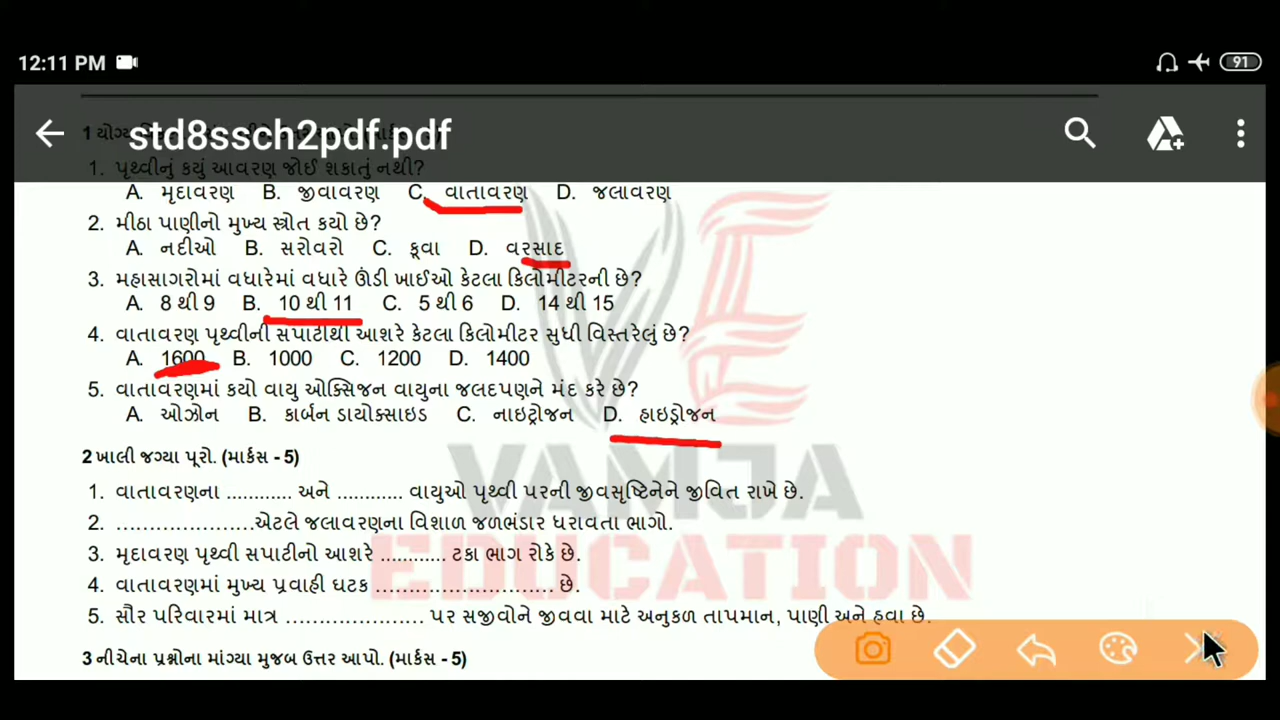 12:11 PM
91
std8ssch2pdf.pdf
1. પૃથ્વીનું કયું આવરણ જોઈ શકાતું નથી?
A. મૃદાવરણ B. જીવાવરણ C. વાતાવરણ D. જલાવરણ
2. મીઠા પાણીનો મુખ્ય સ્ત્રોત કયો છે?
A. નદીઓ B. સરોવરો C. કૂવા D. વરસાદ
3. મહાસાગરોમાં વધારેમાં વધારે ઊંડી ખાઈઓ કેટલા કિલોમીટરની છે?
A. 8 થી 9 B. 10 થી 11 C. 5 થી 6 D. 14 થી 15
4. વાતાવરણ પૃથ્વીની સપાટીથી આશરે કેટલા કિલોમીટર સુધી વિસ્તરેલું છે?
A. 1600 B. 1000 C. 1200 D. 1400
5. વાતાવરણમાં કયો વાયુ ઓક્સિજન વાયુના જલદપણને મંદ કરે છે?
A. ઓઝોન B. કાર્બન ડાયોક્સાઇડ C. નાઇટ્રોજન D. હાઇડ્રોજન
2 ખાલી જગ્યા પૂરો. (માર્કસ - 5)
1. વાતાવરણના ............ અને ............ વાયુઓ પૃથ્વી પરની જીવસૃષ્ટિનેને જીવિત રાખે છે.
2. .....................એટલે જલાવરણના વિશાળ જળભંડાર ધરાવતા ભાગો.
3. મૃદાવરણ પૃથ્વી સપાટીનો આશરે ............ ટકા ભાગ રોકે છે.
4. વાતાવરણમાં મુખ્ય પ્રવાહી ઘટક ........................... છે.
5. સૌર પરિવારમાં માત્ર ..................... પર સજીવોને જીવવા માટે અનુકળ તાપમાન, પાણી અને હવા છે.
3 નીચેના પ્રશ્નોના માંગ્યા મુજબ ઉત્તર આપો. (માર્કસ - 5)
VAMJA
EDUCATION